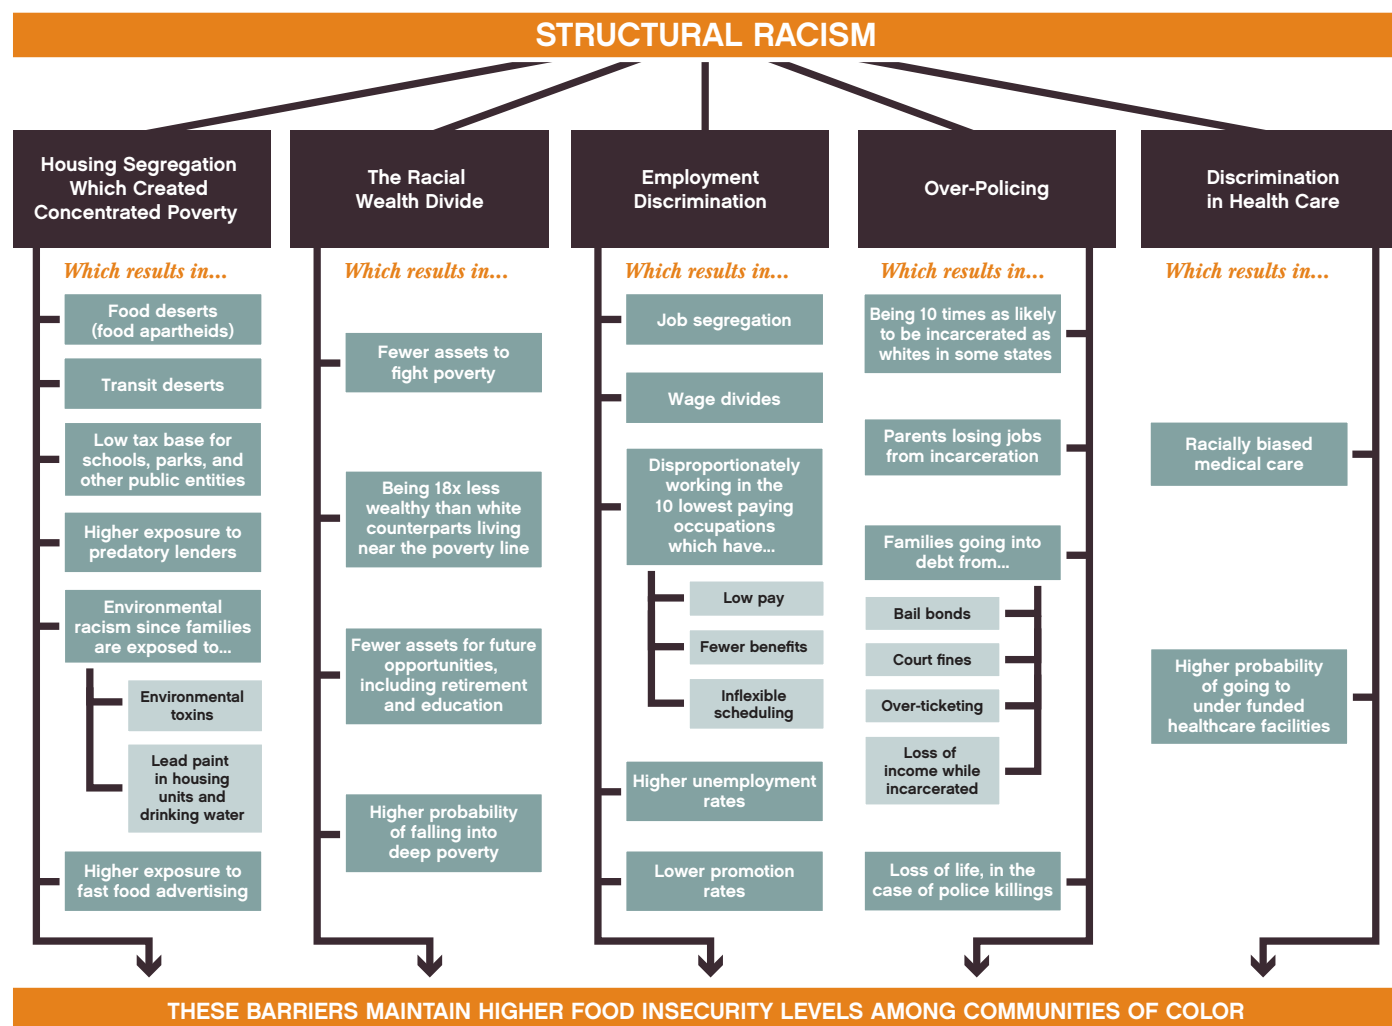 STRUCTURAL RACISM
Housing Segregation
Which Created
Concentrated Poverty
Which results in...
Food deserts
(food apartheids)
Transit deserts
Low tax base for
schools, parks, and
other public entities
Higher exposure to
predatory lenders
Environmental
racism since families
are exposed to...
Environmental
toxins
Lead paint
in housing
units and
drinking water
Higher exposure to
fast food advertising
The Racial
Wealth Divide
Which results in...
Fewer assets to
fight poverty
Being 18x less
wealthy than white
counterparts living
near the poverty line
Fewer assets for future
opportunities,
including retirement
and education
Higher probability
of falling into
deep poverty
Employment
Discrimination
Which results in...
Job segregation
Wage divides
Disproportionately
working in the
10 lowest paying
occupations
which have...
Low pay
Fewer benefits
Inflexible
scheduling
Higher unemployment
rates
Lower promotion
rates
Over-Policing
Which results in...
Being 10 times as likely
to be incarcerated as
whites in some states
Parents losing jobs
from incarceration
Families going into
debt from...
Bail bonds
Court fines
Over-ticketing
Loss of
income while
incarcerated
Loss of life, in the
case of police killings
Discrimination
in Health Care
Which results in...
Racially biased
medical care
Higher probability
of going to
under funded
healthcare facilities
THESE BARRIERS MAINTAIN HIGHER FOOD INSECURITY LEVELS AMONG COMMUNITIES OF COLOR